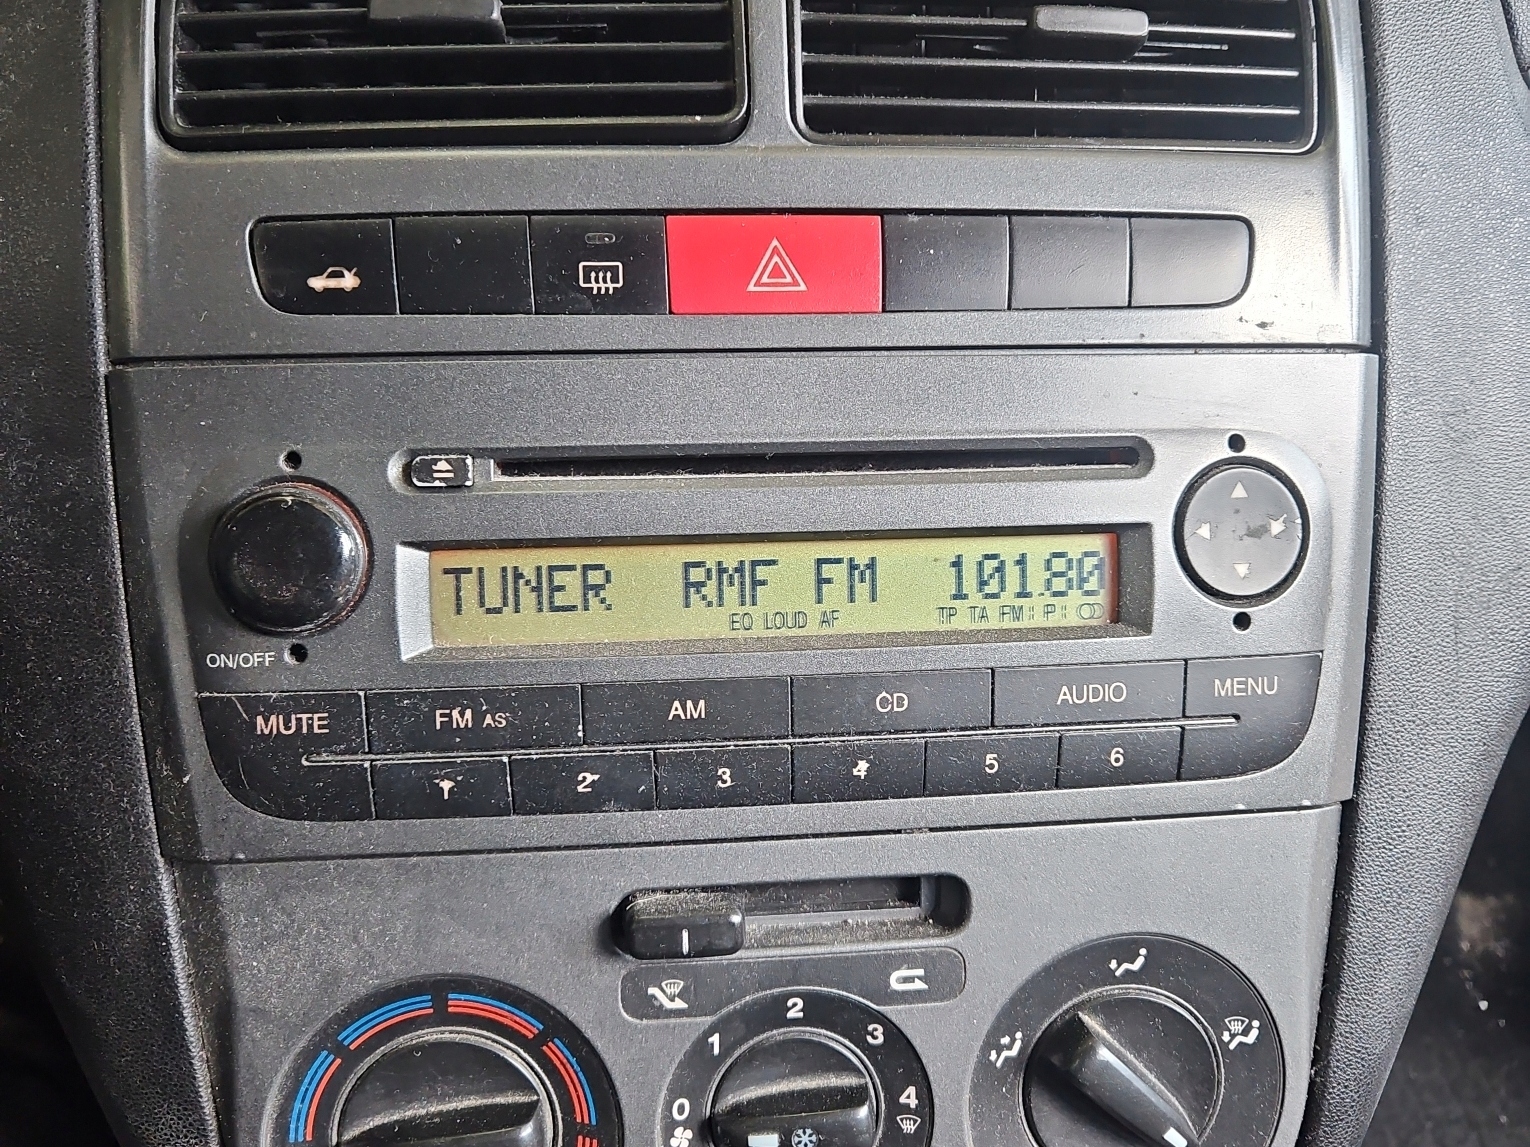 TUNER RMF FM 101.80
EQ LOUD AF TP TA FM I P I
ON/OFF
MUTE FM AS AM CD AUDIO MENU
1 2 3 4 5 6
0 1 2 3 4